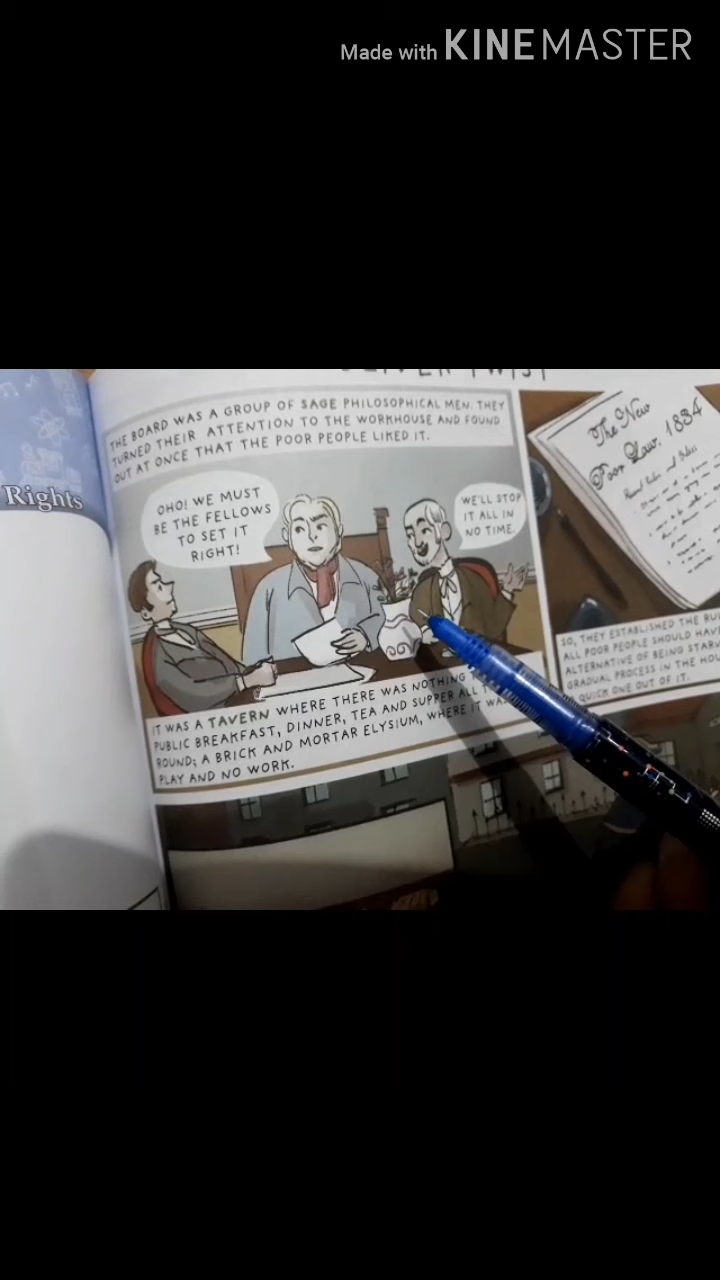 Made with KINEMASTER
OLIVER TWIST
Rights
THE BOARD WAS A GROUP OF SAGE PHILOSOPHICAL MEN. THEY
TURNED THEIR ATTENTION TO THE WORKHOUSE AND FOUND
OUT AT ONCE THAT THE POOR PEOPLE LIKED IT.
OHO! WE MUST
BE THE FELLOWS
TO SET IT
RIGHT!
WE'LL STOP
IT ALL IN
NO TIME.
IT WAS A TAVERN WHERE THERE WAS NOTHING
PUBLIC BREAKFAST, DINNER, TEA AND SUPPER ALL
ROUND; A BRICK AND MORTAR ELYSIUM, WHERE IT WAS
PLAY AND NO WORK.
The New
Poor Law. 1834
SO, THEY ESTABLISHED THE
ALL POOR PEOPLE SHOULD HAVE
ALTERNATIVE OF BEING
GRADUAL PROCESS IN THE
QUICK ONE OUT OF IT.